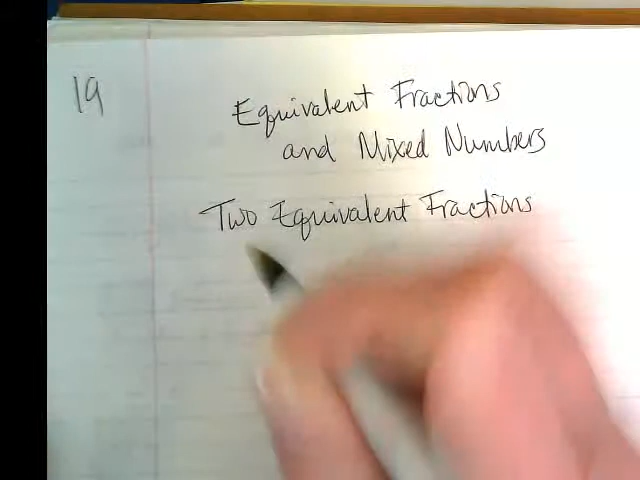 19
Equivalent Fractions
and Mixed Numbers
Two Equivalent Fractions